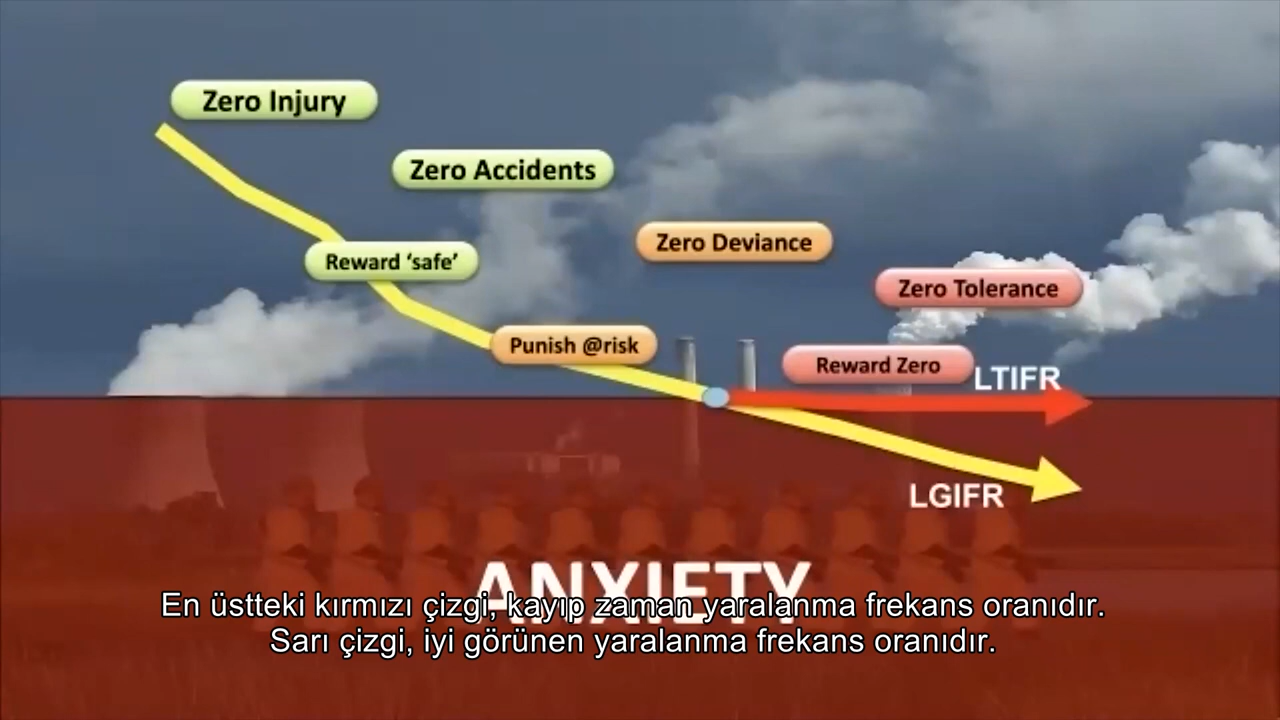 Zero Injury
Zero Accidents
Zero Deviance
Reward 'safe'
Zero Tolerance
Punish @risk
Reward Zero
LTIFR
LGIFR
ANXIETY
En üstteki kırmızı çizgi, kayıp zaman yaralanma frekans oranıdır.
Sarı çizgi, iyi görünen yaralanma frekans oranıdır.